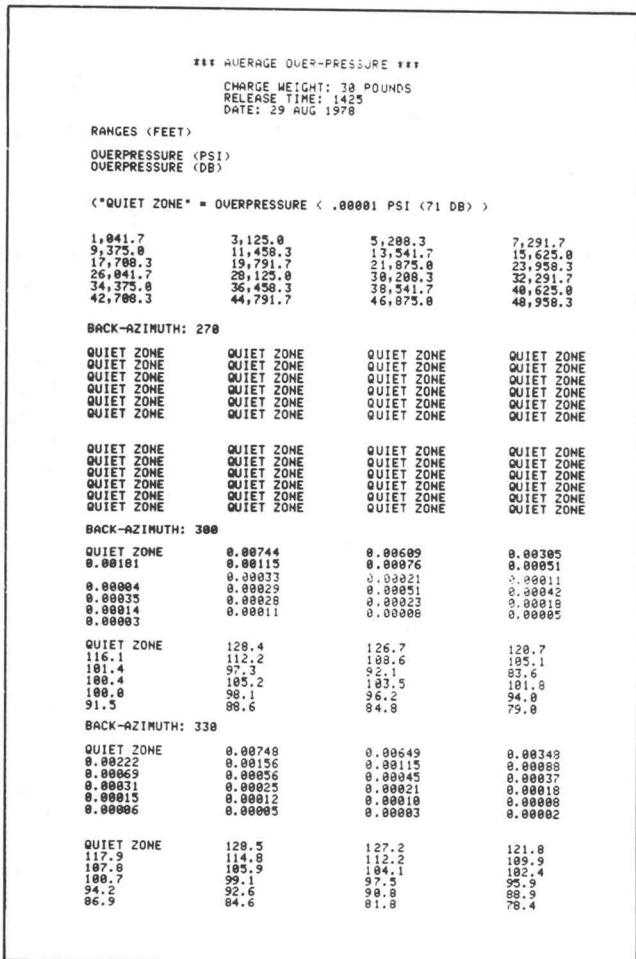 *** AVERAGE OVER-PRESSURE ***
CHARGE WEIGHT: 30 POUNDS
RELEASE TIME: 1425
DATE: 29 AUG 1978
RANGES (FEET)
OVERPRESSURE (PSI)
OVERPRESSURE (DB)
("QUIET ZONE" = OVERPRESSURE < .00001 PSI (71 DB) )
1,041.7 3,125.0 5,208.3 7,291.7
9,375.0 11,458.3 13,541.7 15,625.0
17,708.3 19,791.7 21,875.0 23,958.3
26,041.7 28,125.0 30,208.3 32,291.7
34,375.0 36,458.3 38,541.7 40,625.0
42,708.3 44,791.7 46,875.0 48,958.3
BACK-AZIMUTH: 270
QUIET ZONE QUIET ZONE QUIET ZONE QUIET ZONE
QUIET ZONE QUIET ZONE QUIET ZONE QUIET ZONE
QUIET ZONE QUIET ZONE QUIET ZONE QUIET ZONE
QUIET ZONE QUIET ZONE QUIET ZONE QUIET ZONE
QUIET ZONE QUIET ZONE QUIET ZONE QUIET ZONE
QUIET ZONE QUIET ZONE QUIET ZONE QUIET ZONE
QUIET ZONE QUIET ZONE QUIET ZONE QUIET ZONE
QUIET ZONE QUIET ZONE QUIET ZONE QUIET ZONE
QUIET ZONE QUIET ZONE QUIET ZONE QUIET ZONE
QUIET ZONE QUIET ZONE QUIET ZONE QUIET ZONE
QUIET ZONE QUIET ZONE QUIET ZONE QUIET ZONE
QUIET ZONE QUIET ZONE QUIET ZONE QUIET ZONE
BACK-AZIMUTH: 300
QUIET ZONE 0.00744 0.00609 0.00305
0.00181 0.00115 0.00076 0.00051
0.00033 0.00021 0.00011
0.00004 0.00029 0.00051 0.00042
0.00035 0.00028 0.00023 0.00018
0.00014 0.00011 0.00008 0.00005
0.00003
QUIET ZONE 128.4 126.7 120.7
116.1 112.2 108.6 105.1
101.4 97.3 92.1 83.6
100.4 105.2 103.5 101.8
100.0 98.1 96.2 94.0
91.5 88.6 84.8 79.0
BACK-AZIMUTH: 330
QUIET ZONE 0.00748 0.00649 0.00348
0.00222 0.00156 0.00115 0.00088
0.00069 0.00056 0.00045 0.00037
0.00031 0.00025 0.00021 0.00018
0.00015 0.00012 0.00010 0.00008
0.00006 0.00005 0.00003 0.00002
QUIET ZONE 128.5 127.2 121.8
117.9 114.8 112.2 109.9
107.8 105.9 104.1 102.4
100.7 99.1 97.5 95.9
94.2 92.6 90.8 88.9
86.9 84.6 81.8 78.4